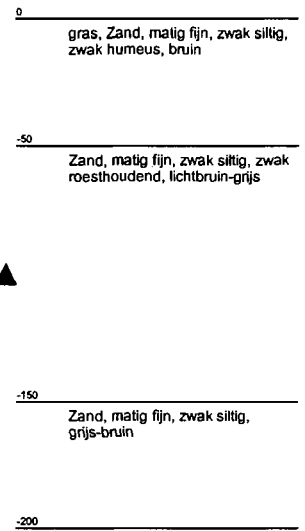 0
gras, Zand, matig fijn, zwak siltig,
zwak humeus, bruin
-50
Zand, matig fijn, zwak siltig, zwak
roesthoudend, lichtbruin-grijs
-150
Zand, matig fijn, zwak siltig,
grijs-bruin
-200